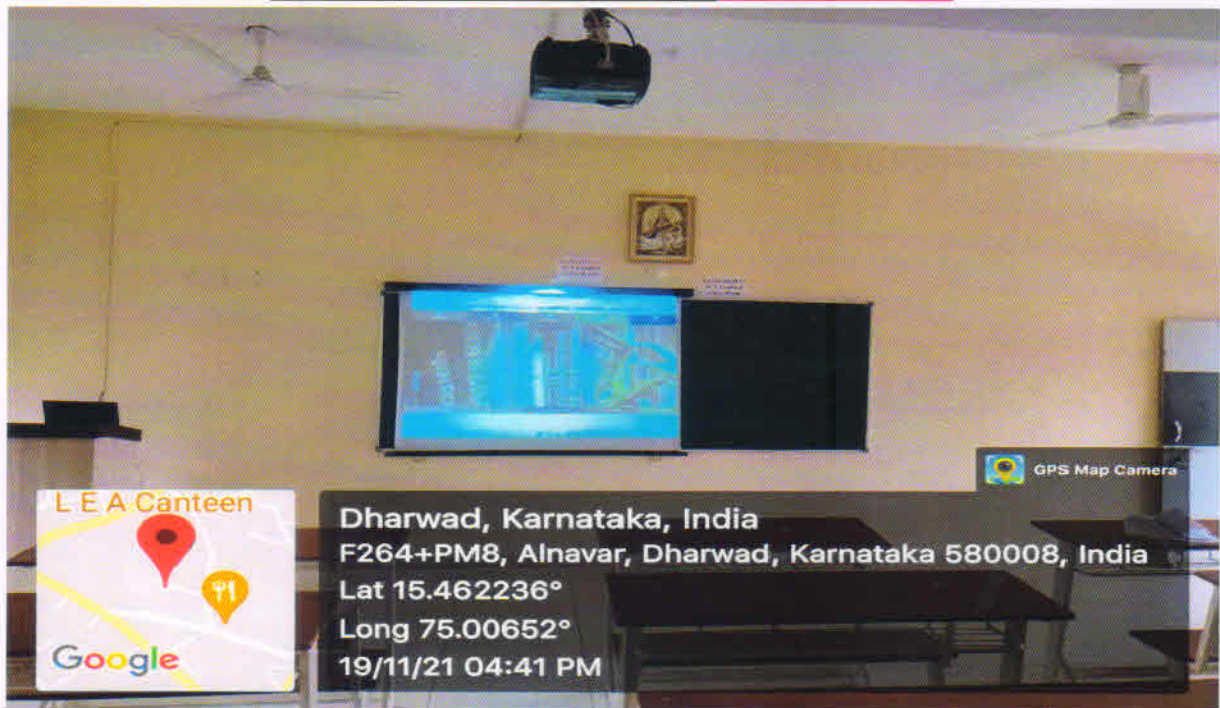 GPS Map Camera
L E A Canteen
Google
Dharwad, Karnataka, India
F264+PM8, Alnavar, Dharwad, Karnataka 580008, India
Lat 15.462236°
Long 75.00652°
19/11/21 04:41 PM